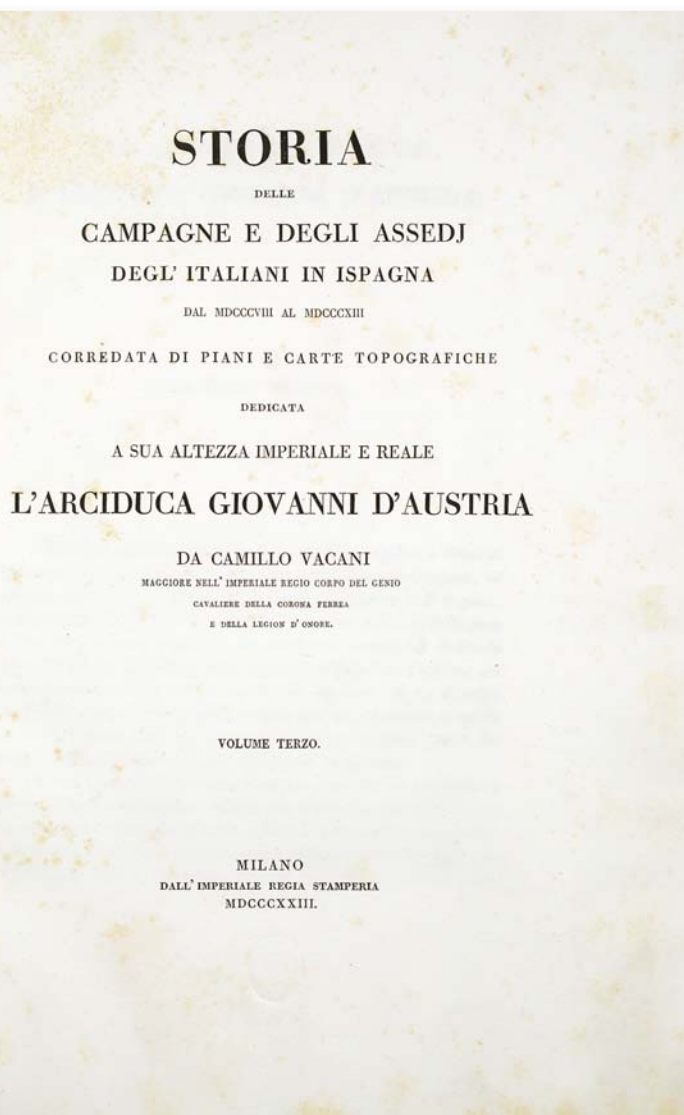 STORIA
DELLE
CAMPAGNE E DEGLI ASSEDJ
DEGL' ITALIANI IN ISPAGNA
DAL MDCCCVIII AL MDCCCXIII
CORREDATA DI PIANI E CARTE TOPOGRAFICHE
DEDICATA
A SUA ALTEZZA IMPERIALE E REALE
L'ARCIDUCA GIOVANNI D'AUSTRIA
DA CAMILLO VACANI
MAGGIORE NELL' IMPERIALE REGIO CORPO DEL GENIO
CAVALIERE DELLA CORONA FERREA
E DELLA LEGION D' ONORE.
VOLUME TERZO.
MILANO
DALL' IMPERIALE REGIA STAMPERIA
MDCCCXXIII.